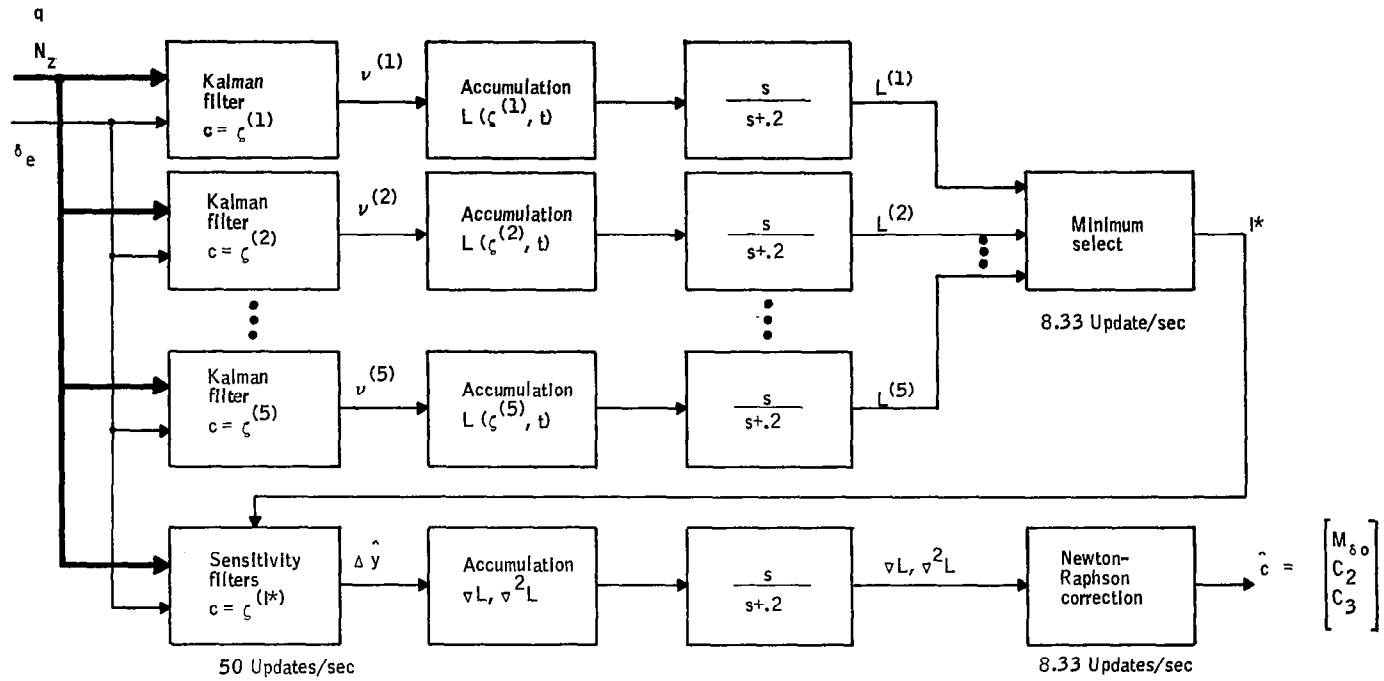 q
N_z
δ_e
Kalman
filter
c = ζ^(1)
ν^(1)
Accumulation
L (ζ^(1), t)
s
s+.2
L^(1)
Kalman
filter
c = ζ^(2)
ν^(2)
Accumulation
L (ζ^(2), t)
s
s+.2
L^(2)
Minimum
select
I*
8.33 Update/sec
Kalman
filter
c = ζ^(5)
ν^(5)
Accumulation
L (ζ^(5), t)
s
s+.2
L^(5)
Sensitivity
filters
c = ζ^(I*)
Δ ŷ
Accumulation
∇L, ∇²L
s
s+.2
∇L, ∇²L
Newton-
Raphson
correction
ĉ =
M_δo
C_2
C_3
50 Updates/sec
8.33 Updates/sec